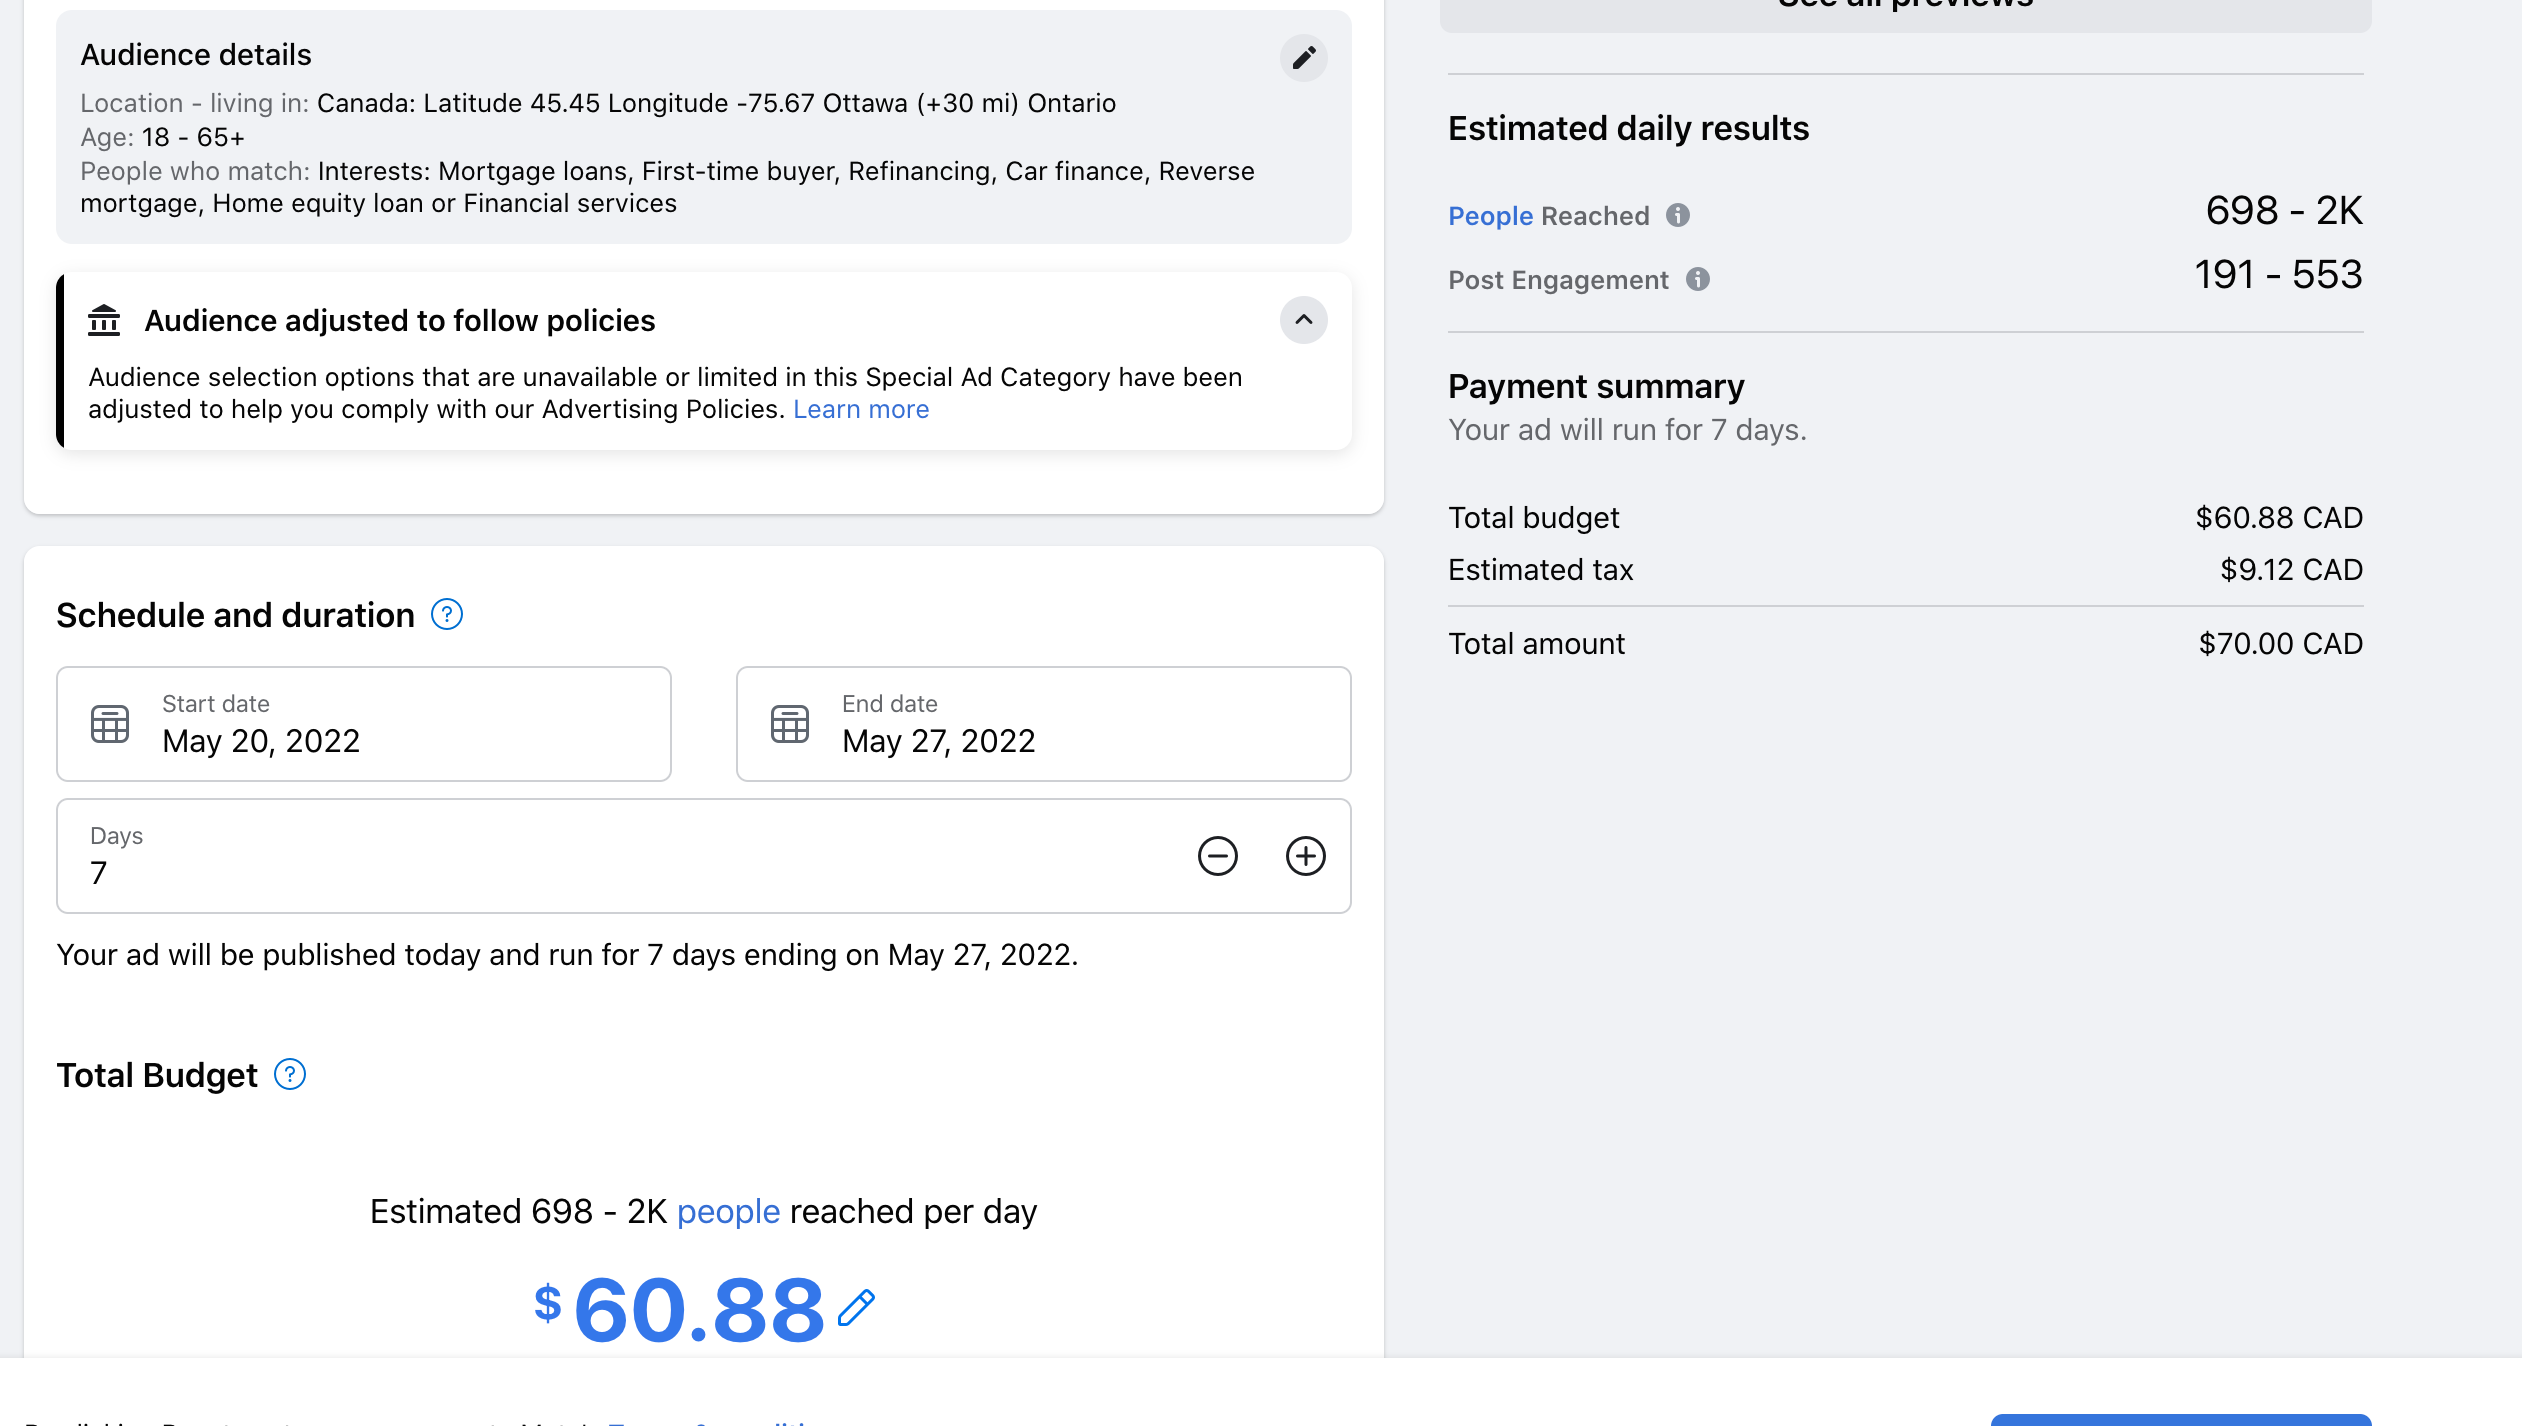 Audience details
Location - living in: Canada: Latitude 45.45 Longitude -75.67 Ottawa (+30 mi) Ontario
Age: 18 - 65+
People who match: Interests: Mortgage loans, First-time buyer, Refinancing, Car finance, Reverse
mortgage, Home equity loan or Financial services
Audience adjusted to follow policies
Audience selection options that are unavailable or limited in this Special Ad Category have been
adjusted to help you comply with our Advertising Policies. Learn more
Schedule and duration ?
Start date
May 20, 2022
End date
May 27, 2022
Days
7
Your ad will be published today and run for 7 days ending on May 27, 2022.
Total Budget ?
Estimated 698 - 2K people reached per day
$60.88
See all previews
Estimated daily results
People Reached 698 - 2K
Post Engagement 191 - 553
Payment summary
Your ad will run for 7 days.
Total budget $60.88 CAD
Estimated tax $9.12 CAD
Total amount $70.00 CAD